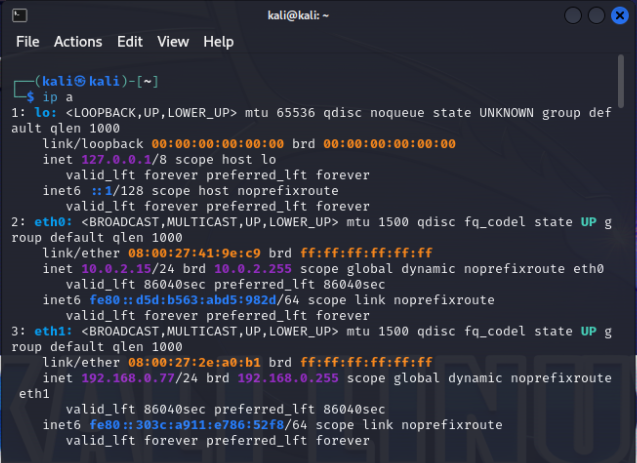 kali@kali: ~
File Actions Edit View Help
┌──(kali㉿kali)-[~]
└─$ ip a
1: lo: <LOOPBACK,UP,LOWER_UP> mtu 65536 qdisc noqueue state UNKNOWN group def
ault qlen 1000
    link/loopback 00:00:00:00:00:00 brd 00:00:00:00:00:00
    inet 127.0.0.1/8 scope host lo
       valid_lft forever preferred_lft forever
    inet6 ::1/128 scope host noprefixroute
       valid_lft forever preferred_lft forever
2: eth0: <BROADCAST,MULTICAST,UP,LOWER_UP> mtu 1500 qdisc fq_codel state UP g
roup default qlen 1000
    link/ether 08:00:27:41:9e:c9 brd ff:ff:ff:ff:ff:ff
    inet 10.0.2.15/24 brd 10.0.2.255 scope global dynamic noprefixroute eth0
       valid_lft 86040sec preferred_lft 86040sec
    inet6 fe80::d5d:b563:abd5:982d/64 scope link noprefixroute
       valid_lft forever preferred_lft forever
3: eth1: <BROADCAST,MULTICAST,UP,LOWER_UP> mtu 1500 qdisc fq_codel state UP g
roup default qlen 1000
    link/ether 08:00:27:2e:a0:b1 brd ff:ff:ff:ff:ff:ff
    inet 192.168.0.77/24 brd 192.168.0.255 scope global dynamic noprefixroute
 eth1
       valid_lft 86040sec preferred_lft 86040sec
    inet6 fe80::303c:a911:e786:52f8/64 scope link noprefixroute
       valid_lft forever preferred_lft forever